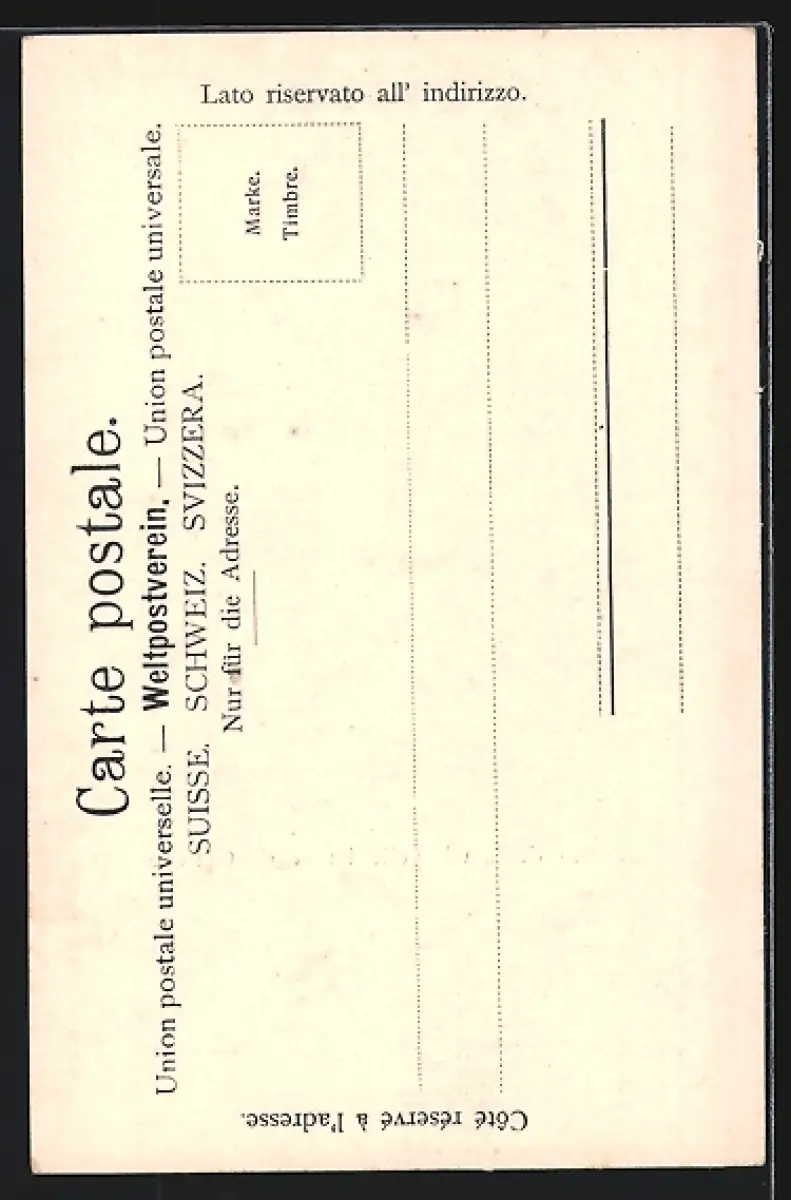 Carte postale.
Union postale universelle. — Weltpostverein. — Union postale universale.
SUISSE. SCHWEIZ. SVIZZERA.
Nur für die Adresse.
Marke.
Timbre.
Lato riservato all' indirizzo.
Côté réservé à l'adresse.